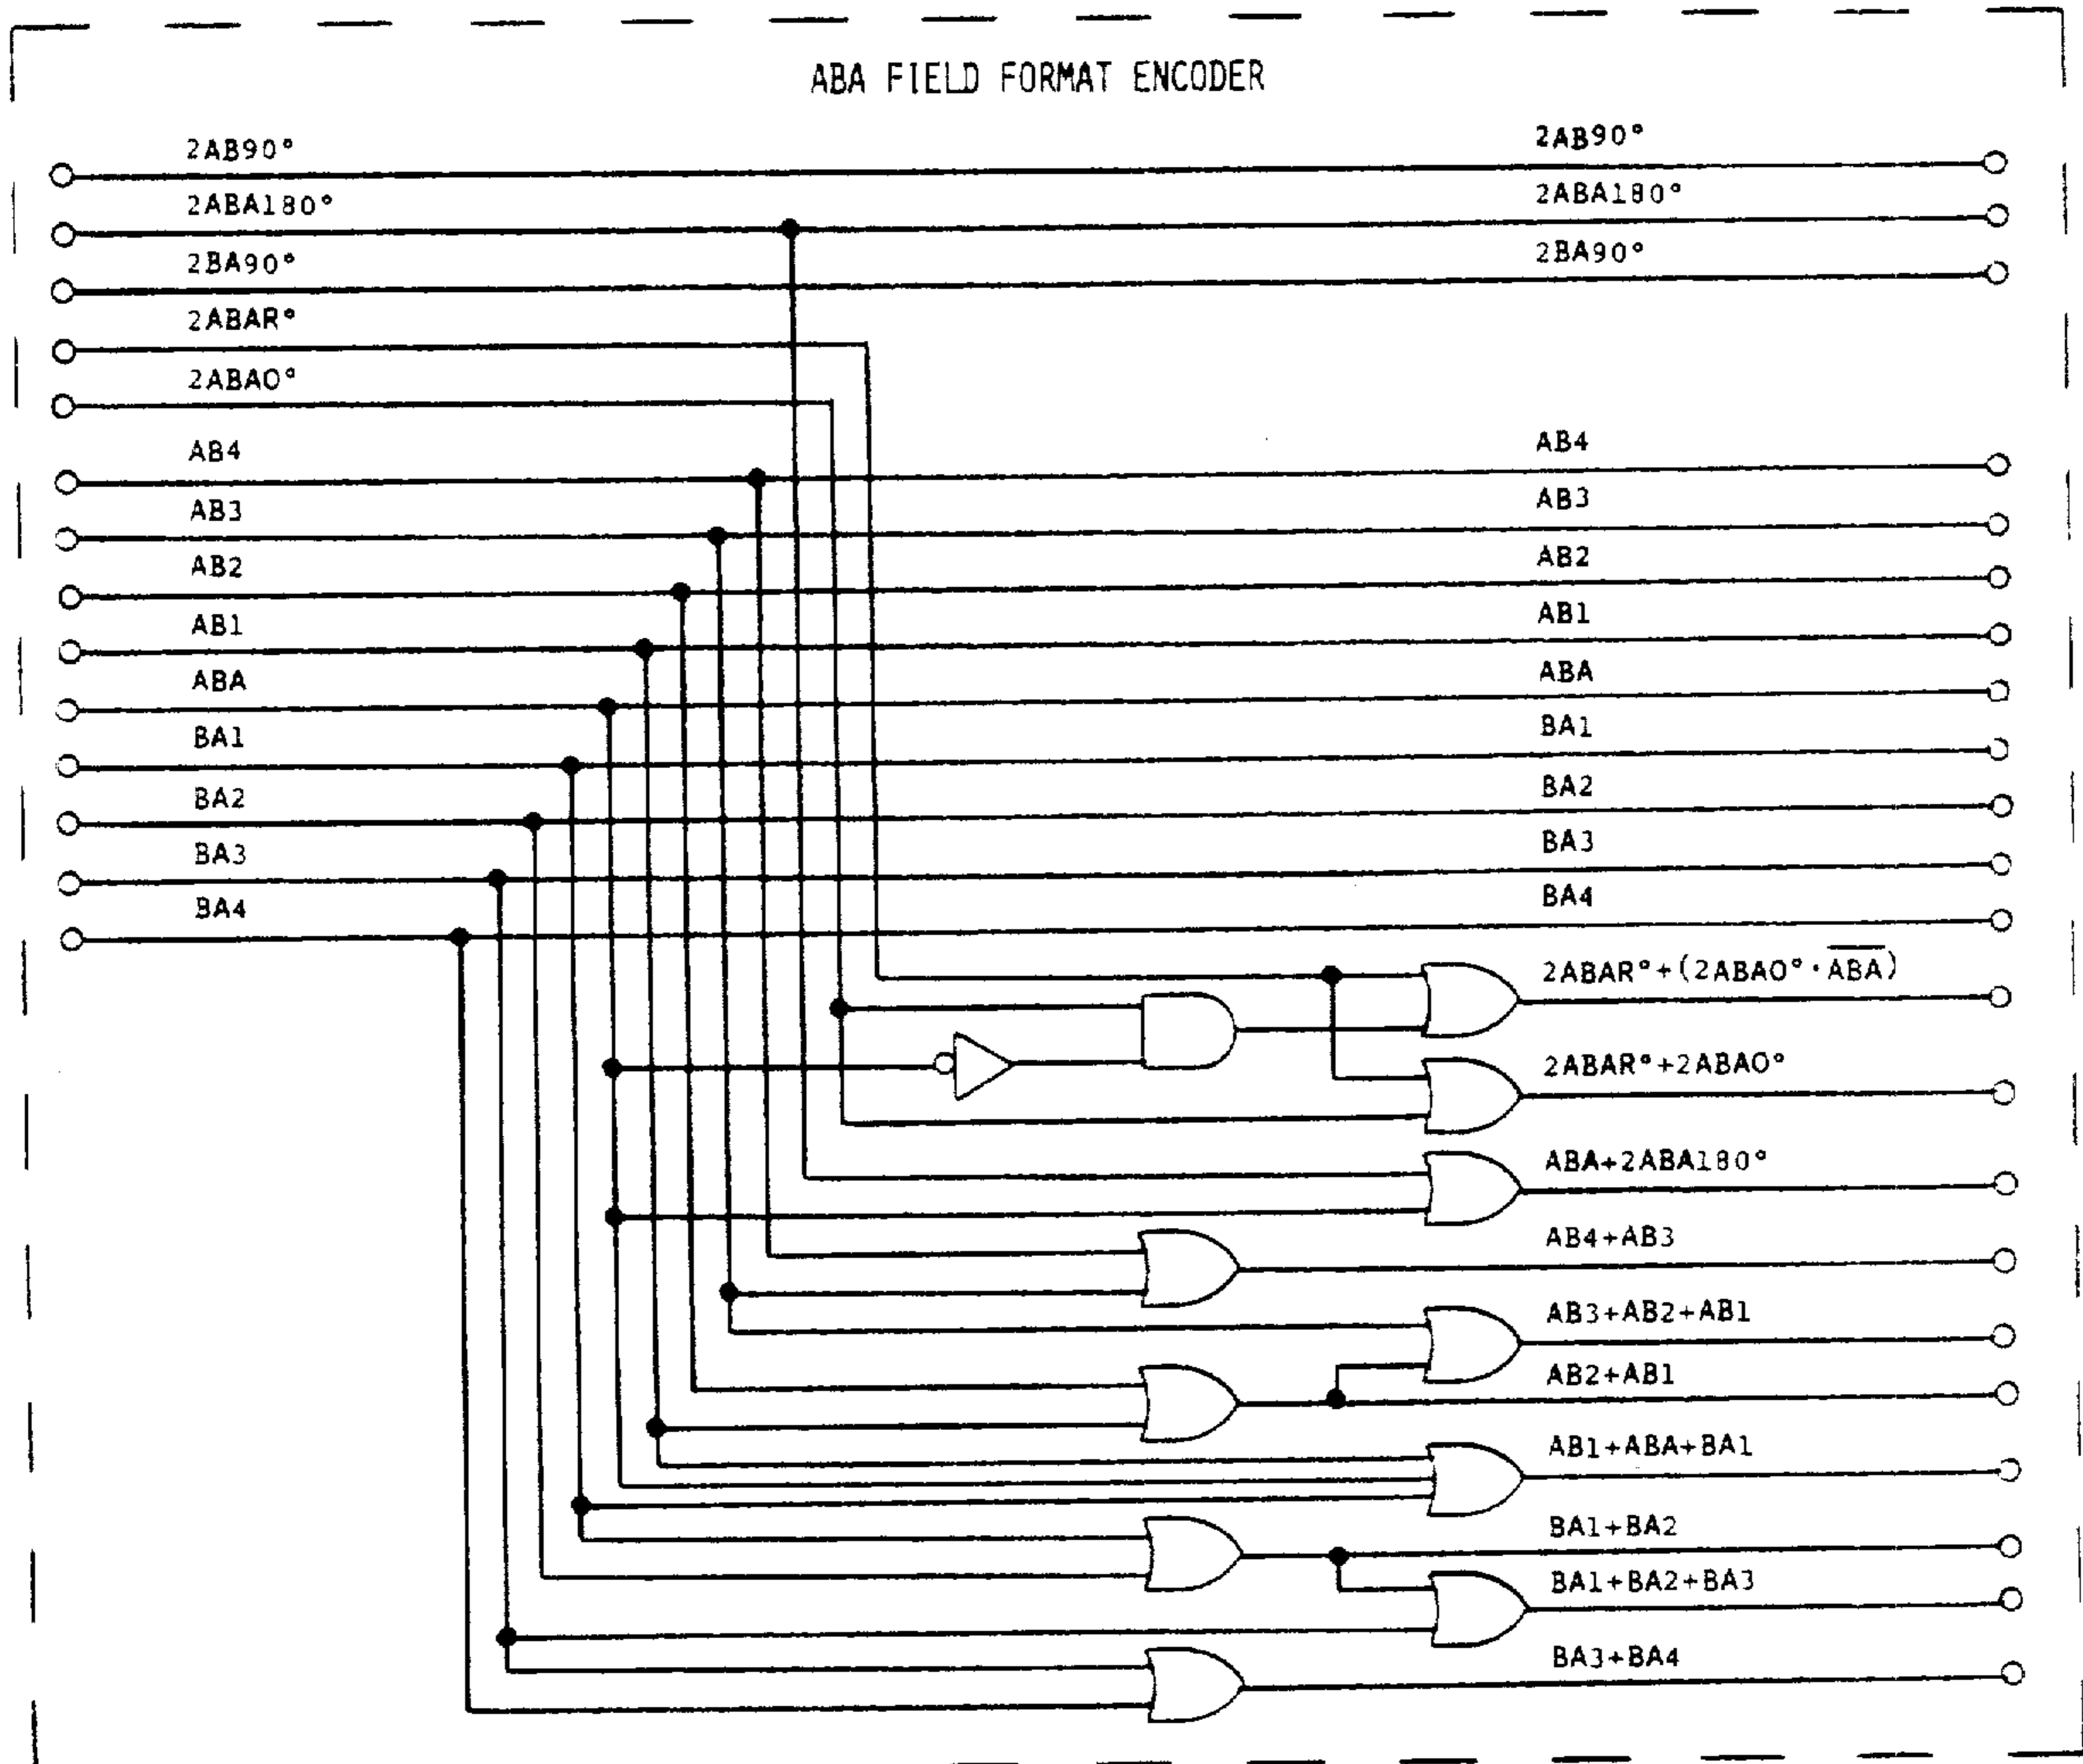 ABA FIELD FORMAT ENCODER
2AB90° 2AB90°
2ABA180° 2ABA180°
2BA90° 2BA90°
2ABAR°
2ABA0°
AB4 AB4
AB3 AB3
AB2 AB2
AB1 AB1
ABA ABA
BA1 BA1
BA2 BA2
BA3 BA3
BA4 BA4
2ABAR°+(2ABA0°·A̅B̅A̅)
2ABAR°+2ABA0°
ABA+2ABA180°
AB4+AB3
AB3+AB2+AB1
AB2+AB1
AB1+ABA+BA1
BA1+BA2
BA1+BA2+BA3
BA3+BA4